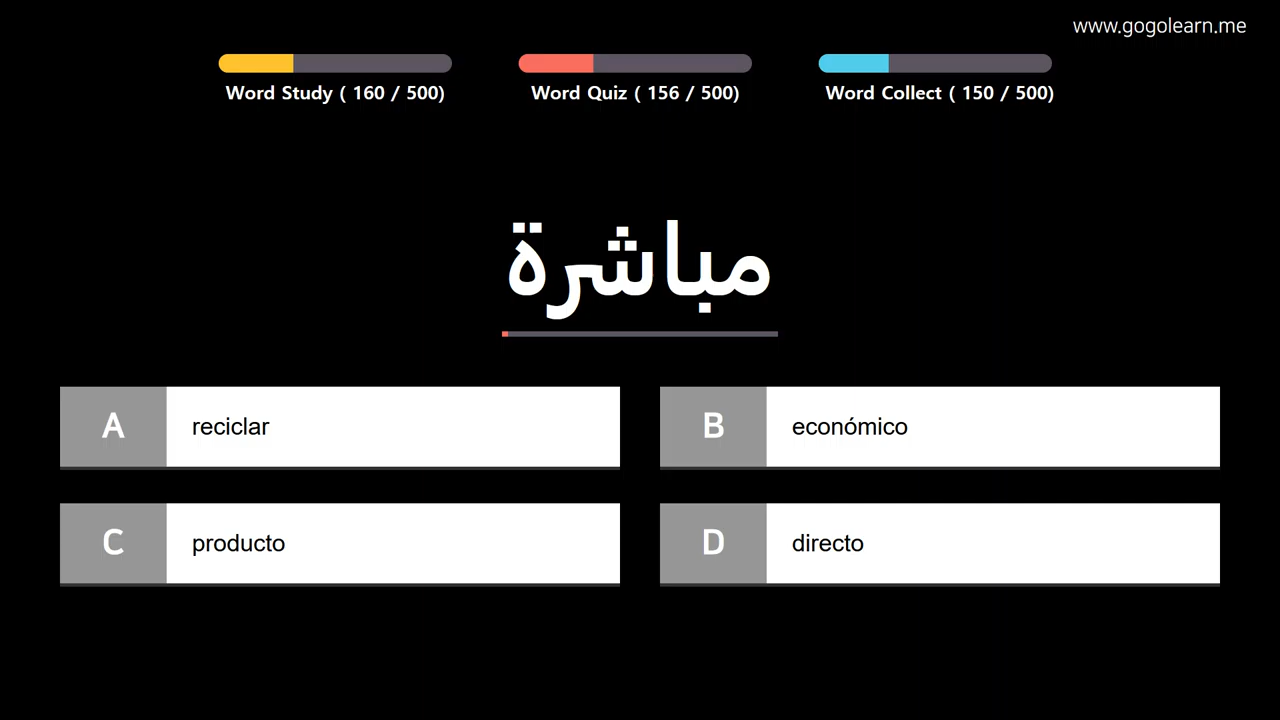 www.gogolearn.me
Word Study ( 160 / 500)
Word Quiz ( 156 / 500)
Word Collect ( 150 / 500)
مباشرة
A reciclar
B económico
C producto
D directo